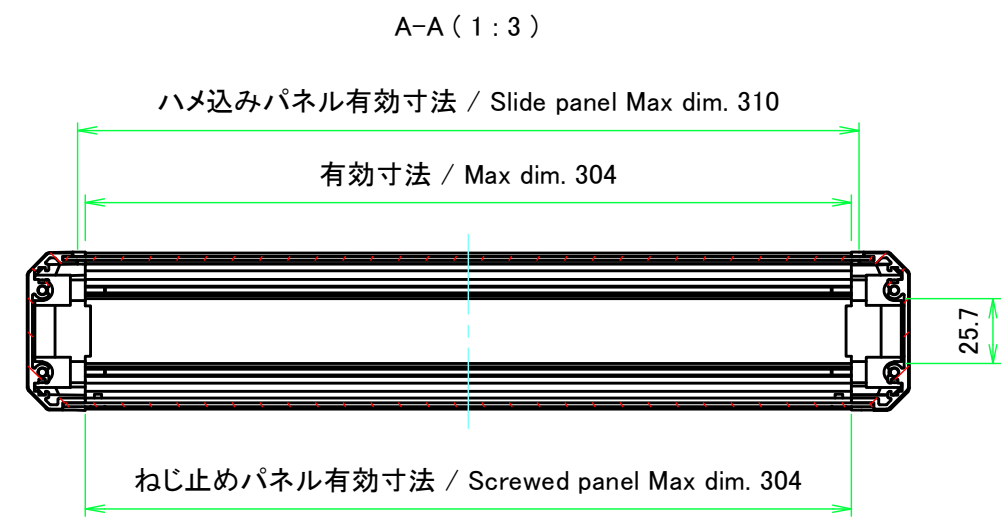 A-A ( 1 : 3 )
ハメ込みパネル有効寸法 / Slide panel Max dim. 310
有効寸法 / Max dim. 304
25.7
ねじ止めパネル有効寸法 / Screwed panel Max dim. 304